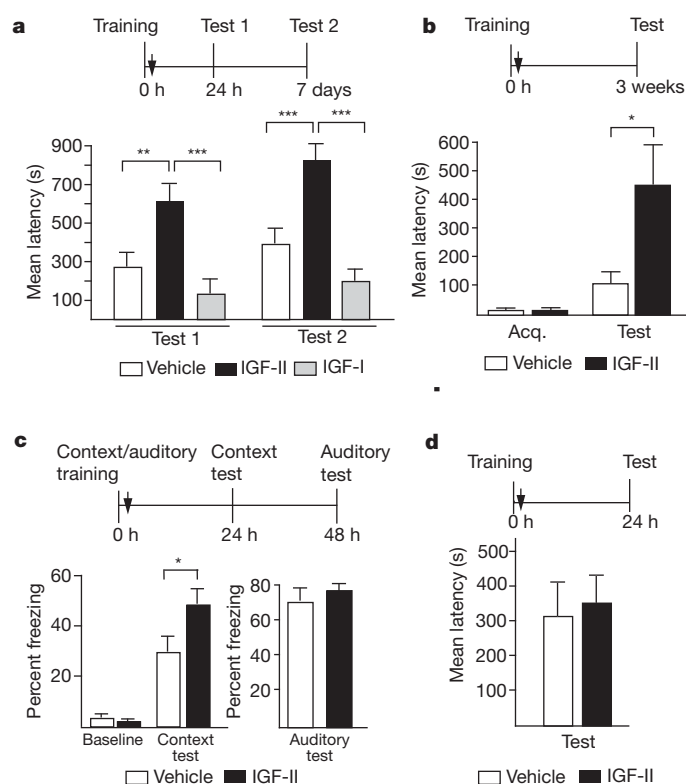 a
Training Test 1 Test 2
0 h 24 h 7 days
Mean latency (s)
900
700
500
300
100
** *** *** ***
Test 1 Test 2
Vehicle IGF-II IGF-I
b
Training Test
0 h 3 weeks
Mean latency (s)
600
500
400
300
200
100
*
Acq. Test
Vehicle IGF-II
c
Context/auditory Context Auditory
training test test
0 h 24 h 48 h
Percent freezing
60
40
20
*
Baseline Context
test
Percent freezing
80
60
40
20
Auditory
test
Vehicle IGF-II
d
Training Test
0 h 24 h
Mean latency (s)
500
400
300
200
100
Test
Vehicle IGF-II